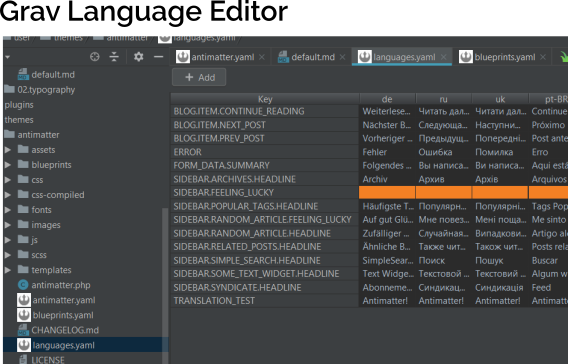 Grav Language Editor
user themes antimatter languages.yaml
antimatter.yaml × default.md × languages.yaml × blueprints.yaml
default.md
02.typography
plugins
themes
antimatter
assets
blueprints
css
css-compiled
fonts
images
js
scss
templates
antimatter.php
antimatter.yaml
blueprints.yaml
CHANGELOG.md
languages.yaml
LICENSE
+ Add
Key de ru uk pt-BR
BLOG.ITEM.CONTINUE_READING Weiterlese... Читать дал... Читати дал... Continue
BLOG.ITEM.NEXT_POST Nächster B... Следующа... Наступни... Próximo
BLOG.ITEM.PREV_POST Vorheriger ... Предыдущ... Попередні... Post ante
ERROR Fehler Ошибка Помилка Erro
FORM_DATA.SUMMARY Folgendes ... Вы написа... Ви написа... Aqui está
SIDEBAR.ARCHIVES.HEADLINE Archiv Архив Архів Arquivos
SIDEBAR.FEELING_LUCKY
SIDEBAR.POPULAR_TAGS.HEADLINE Häufigste T... Популярн... Популярн... Tags Pop
SIDEBAR.RANDOM_ARTICLE.FEELING_LUCKY Auf gut Glü... Мне повез... Мені поща... Me sinto
SIDEBAR.RANDOM_ARTICLE.HEADLINE Zufälliger ... Случайная... Випадкови... Artigo ale
SIDEBAR.RELATED_POSTS.HEADLINE Ähnliche B... Также чит... Також чит... Posts rela
SIDEBAR.SIMPLE_SEARCH.HEADLINE SimpleSear... Поиск Пошук Buscar
SIDEBAR.SOME_TEXT_WIDGET.HEADLINE Text Widge... Текстовой ... Текстовий ... Algum w
SIDEBAR.SYNDICATE.HEADLINE Abonneme... Синдикац... Синдикація Feed
TRANSLATION_TEST Antimatter! Antimatter! Antimatter! Antimatt